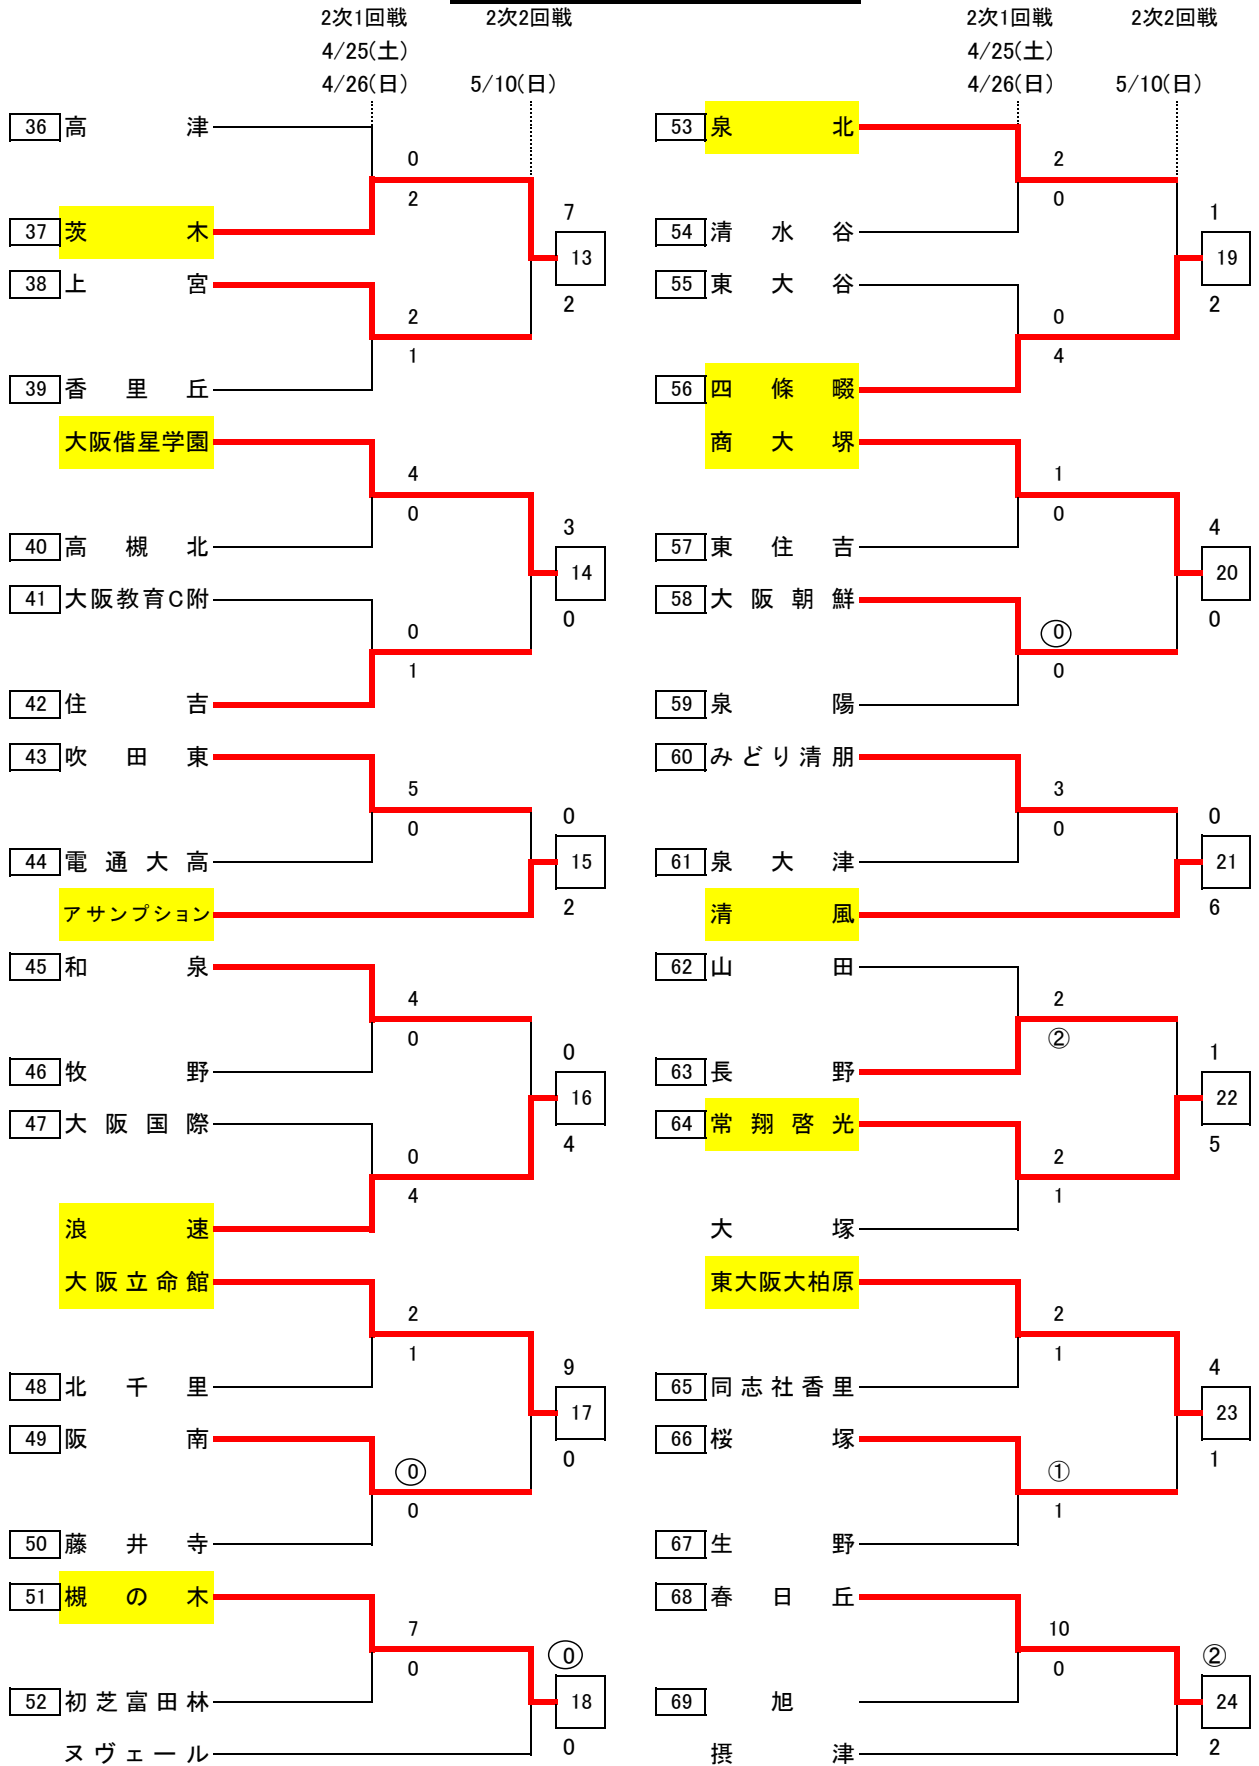 2次1回戦 2次2回戦
4/25(土)
4/26(日) 5/10(日)
36 高津
0
2
37 茨木
7
13
2
38 上宮
2
1
39 香里丘
大阪偕星学園
4
0
40 高槻北
3
14
0
41 大阪教育C附
0
1
42 住吉
43 吹田東
5
0
44 電通大高
0
15
2
アサンプション
45 和泉
4
0
46 牧野
0
16
4
47 大阪国際
0
4
浪速
大阪立命館
2
1
48 北千里
9
17
0
49 阪南
⓪
0
50 藤井寺
51 槻の木
7
0
52 初芝富田林
⓪
18
0
ヌヴェール
2次1回戦 2次2回戦
4/25(土)
4/26(日) 5/10(日)
53 泉北
2
0
54 清水谷
1
19
2
55 東大谷
0
4
56 四條畷
商大堺
1
0
57 東住吉
4
20
0
58 大阪朝鮮
⓪
0
59 泉陽
60 みどり清朋
3
0
61 泉大津
0
21
6
清風
62 山田
2
②
63 長野
1
22
5
64 常翔啓光
2
1
大塚
東大阪大柏原
2
1
65 同志社香里
4
23
1
66 桜塚
①
1
67 生野
68 春日丘
10
0
69 旭
②
24
2
摂津